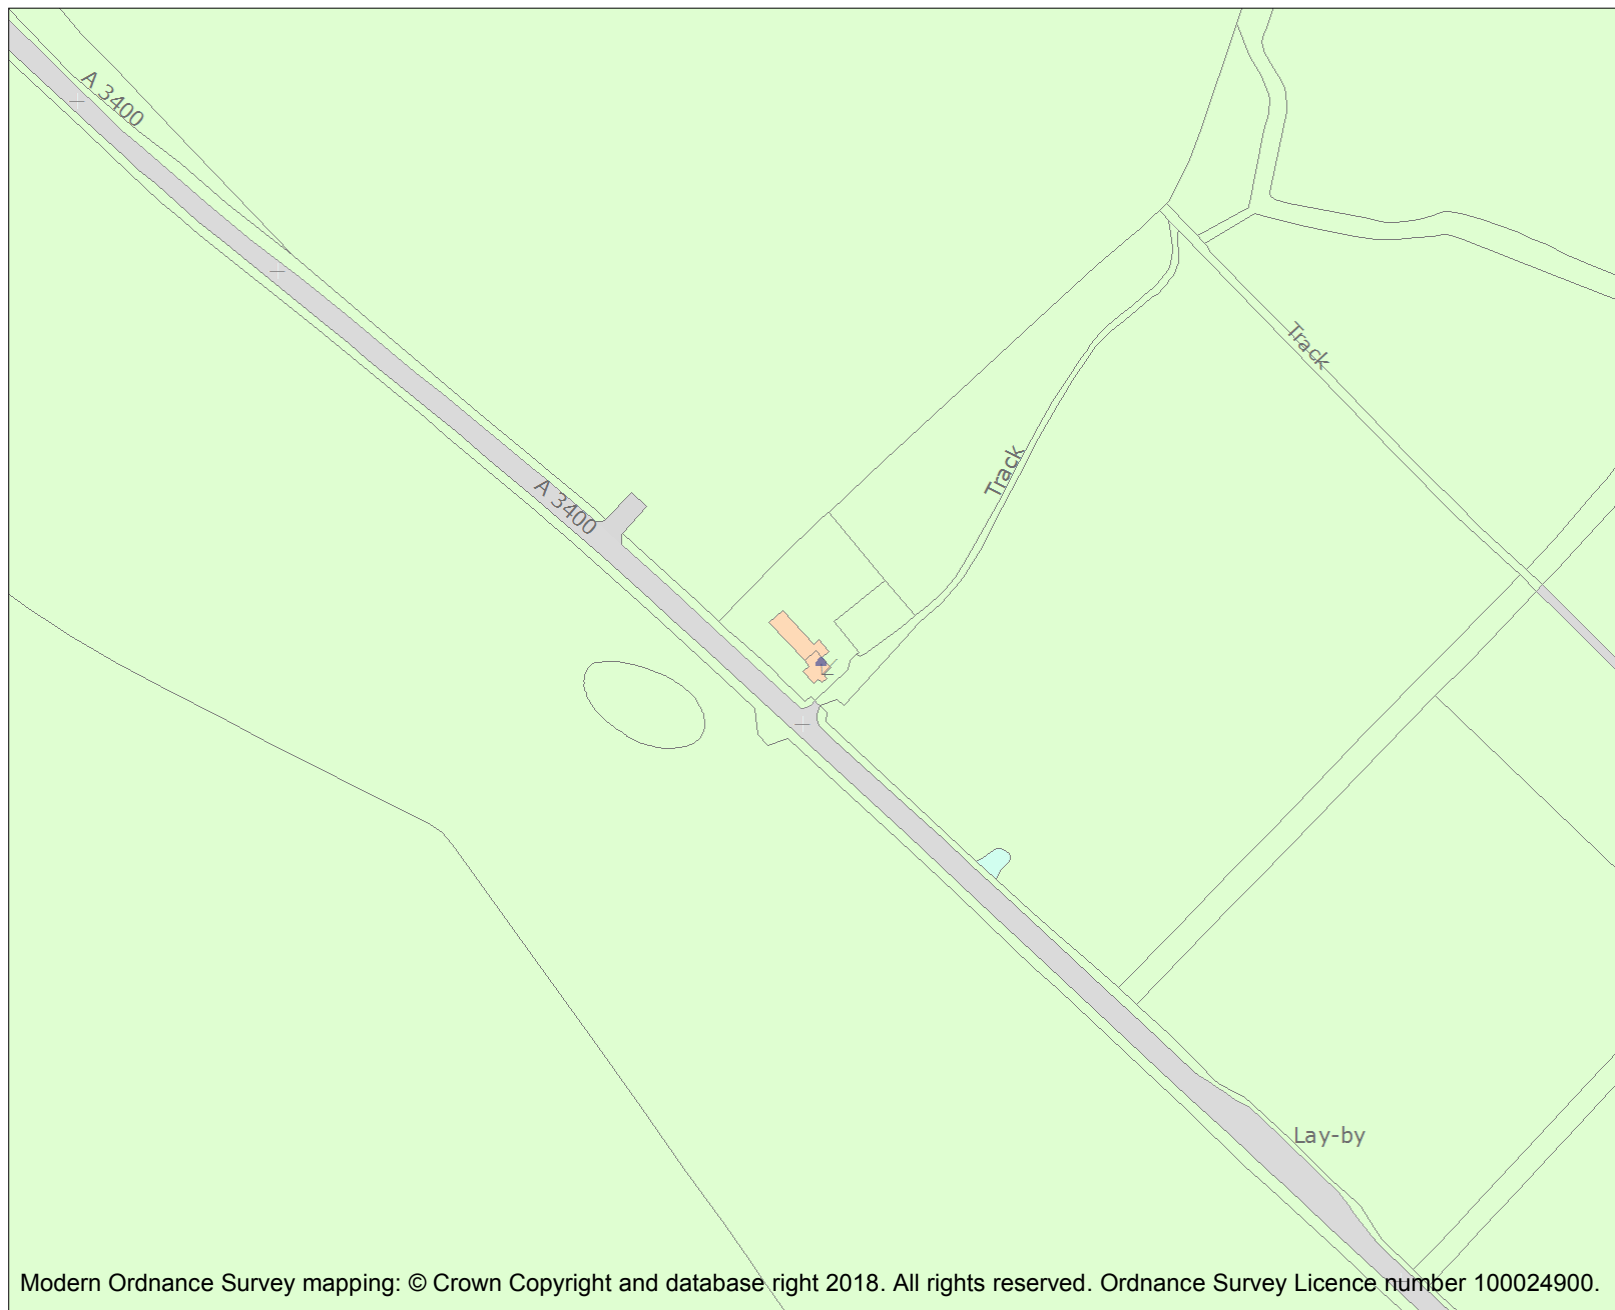 A 3400
Track
Track
A 3400
Lay-by
Modern Ordnance Survey mapping: © Crown Copyright and database right 2018. All rights reserved. Ordnance Survey Licence number 100024900.